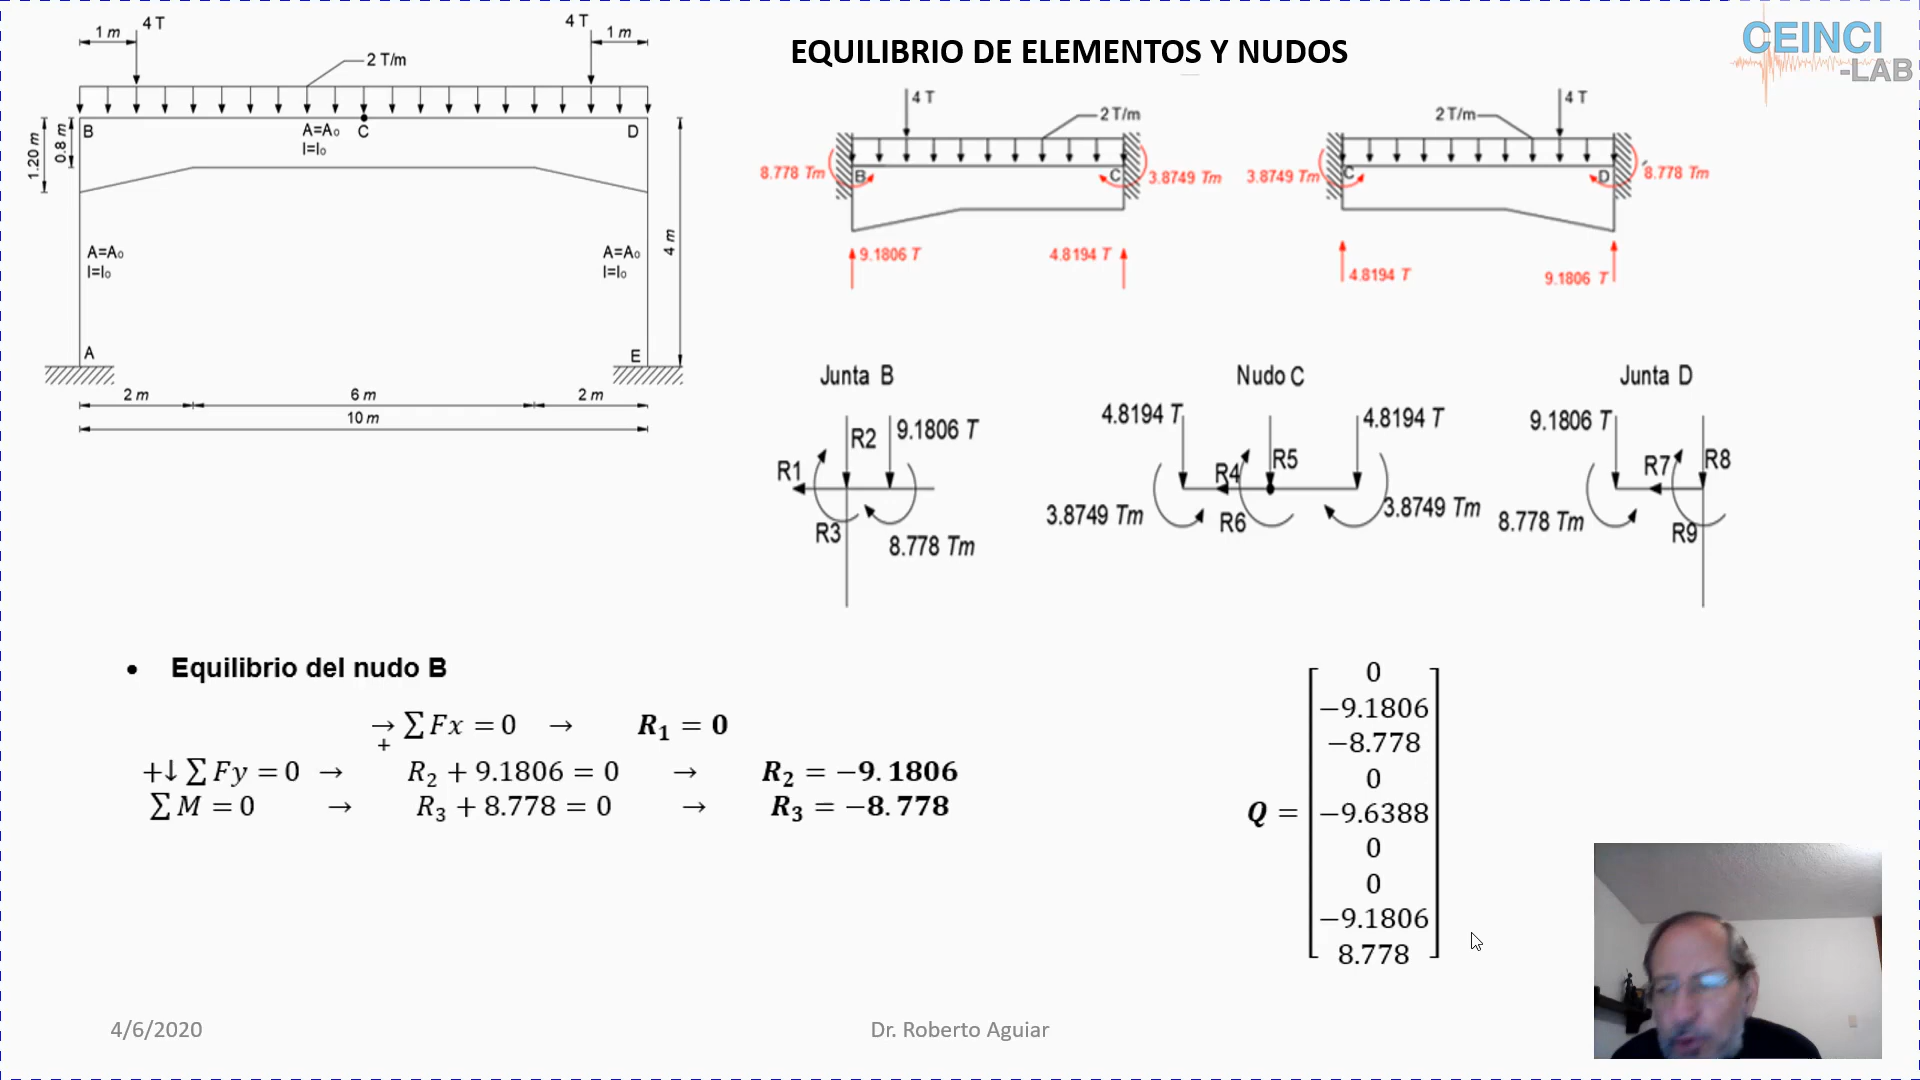 EQUILIBRIO DE ELEMENTOS Y NUDOS
CEINCI
-LAB
1 m
4 T
4 T
1 m
2 T/m
1.20 m
0.8 m
B
A=A₀
I=I₀
C
D
A=A₀
I=I₀
A=A₀
I=I₀
4 m
A
E
2 m
6 m
2 m
10 m
4 T
2 T/m
8.778 Tm
B
C
3.8749 Tm
9.1806 T
4.8194 T
2 T/m
4 T
3.8749 Tm
C
D
8.778 Tm
4.8194 T
9.1806 T
Junta B
R1
R2
9.1806 T
R3
8.778 Tm
Nudo C
4.8194 T
4.8194 T
R4
R5
3.8749 Tm
R6
3.8749 Tm
Junta D
9.1806 T
R7
R8
8.778 Tm
R9
• Equilibrio del nudo B
→+ ∑Fx = 0 → R₁ = 0
+↓ ∑Fy = 0 → R₂ + 9.1806 = 0 → R₂ = −9.1806
∑M = 0 → R₃ + 8.778 = 0 → R₃ = −8.778
Q =
0
−9.1806
−8.778
0
−9.6388
0
0
−9.1806
8.778
4/6/2020
Dr. Roberto Aguiar